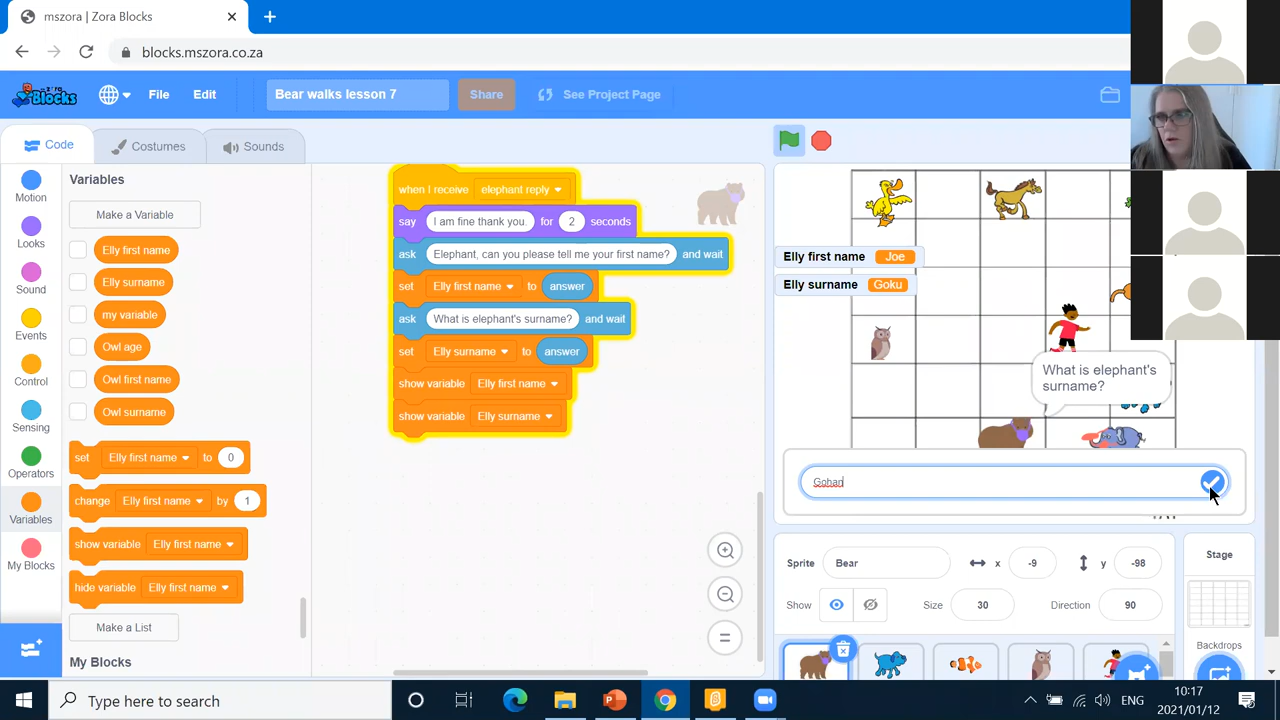 mszora | Zora Blocks
blocks.mszora.co.za
Zora Blocks
File
Edit
Bear walks lesson 7
Share
See Project Page
Code
Costumes
Sounds
Motion
Looks
Sound
Events
Control
Sensing
Operators
Variables
My Blocks
Variables
Make a Variable
Elly first name
Elly surname
my variable
Owl age
Owl first name
Owl surname
set Elly first name to 0
change Elly first name by 1
show variable Elly first name
hide variable Elly first name
Make a List
My Blocks
when I receive elephant reply
say I am fine thank you. for 2 seconds
ask Elephant, can you please tell me your first name? and wait
set Elly first name to answer
ask What is elephant's surname? and wait
set Elly surname to answer
show variable Elly first name
show variable Elly surname
Elly first name Joe
Elly surname Goku
What is elephant's
surname?
Gohan
Sprite Bear x -9 y -98
Show Size 30 Direction 90
Stage
Backdrops
Type here to search
ENG
10:17
2021/01/12